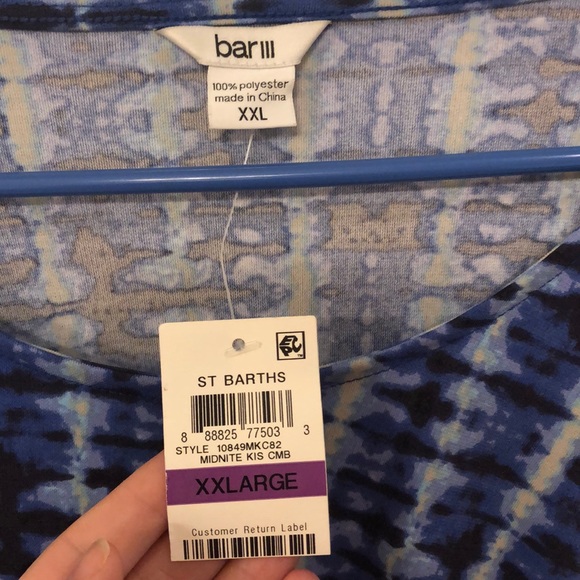 bar III
100% polyester
made in China
XXL
EPC
ST BARTHS
8 88825 77503 3
STYLE 10849MKC82
MIDNITE KIS CMB
XXLARGE
Customer Return Label